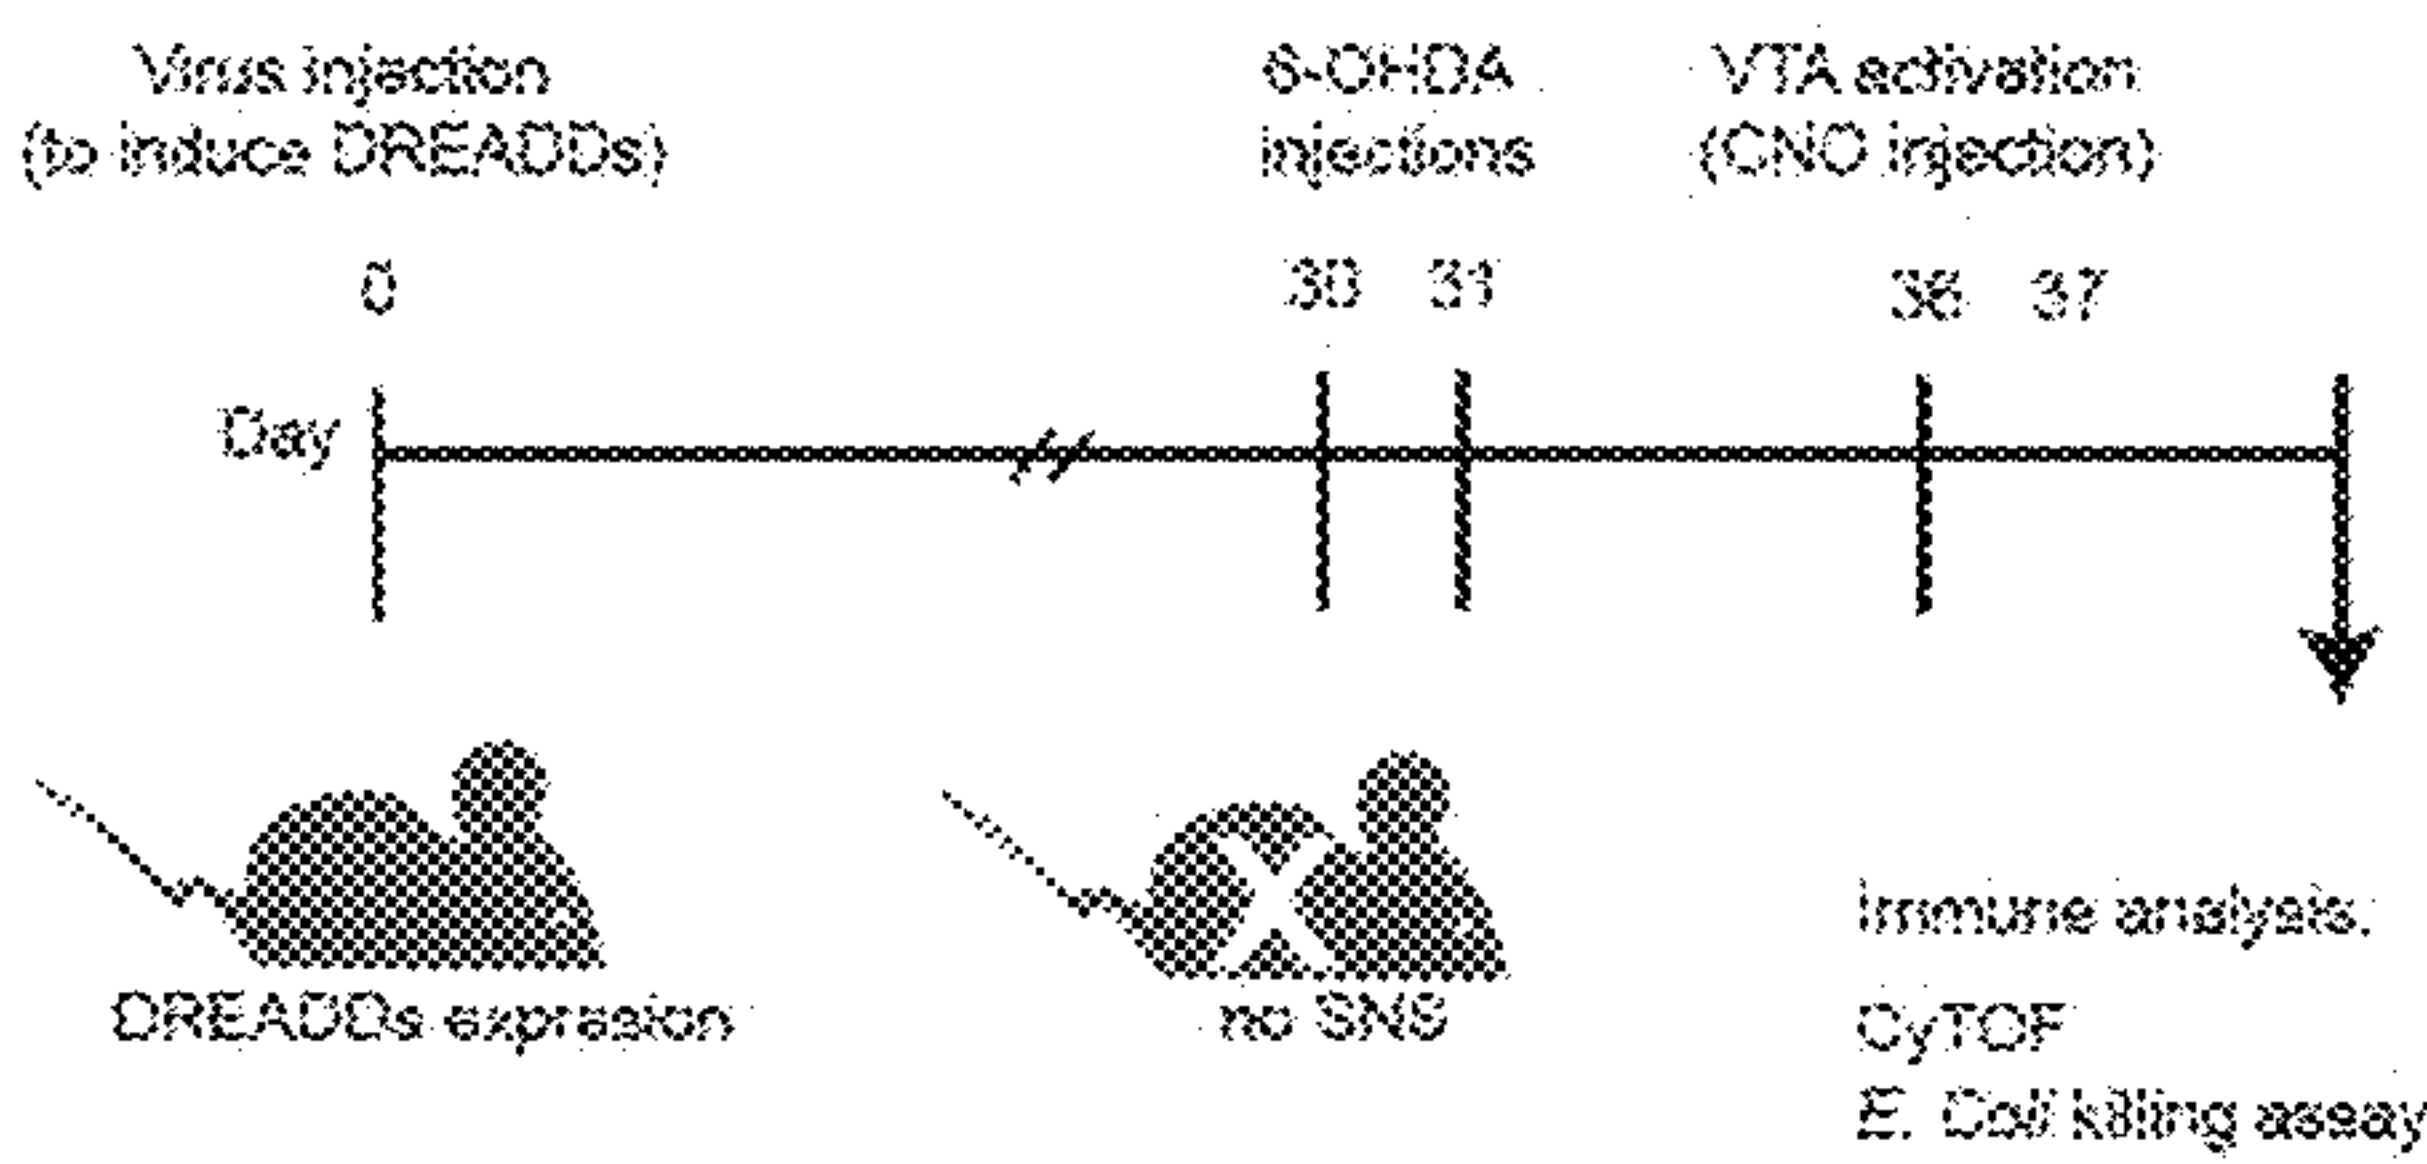 Virus injection
(to induce DREADDs)
6-OHDA
injections
VTA activation
(CNO injection)
0
30
31
36
37
Day
DREADDs expresion
no SNS
Immune analysis:
CyTOF
E. Coli killing assay